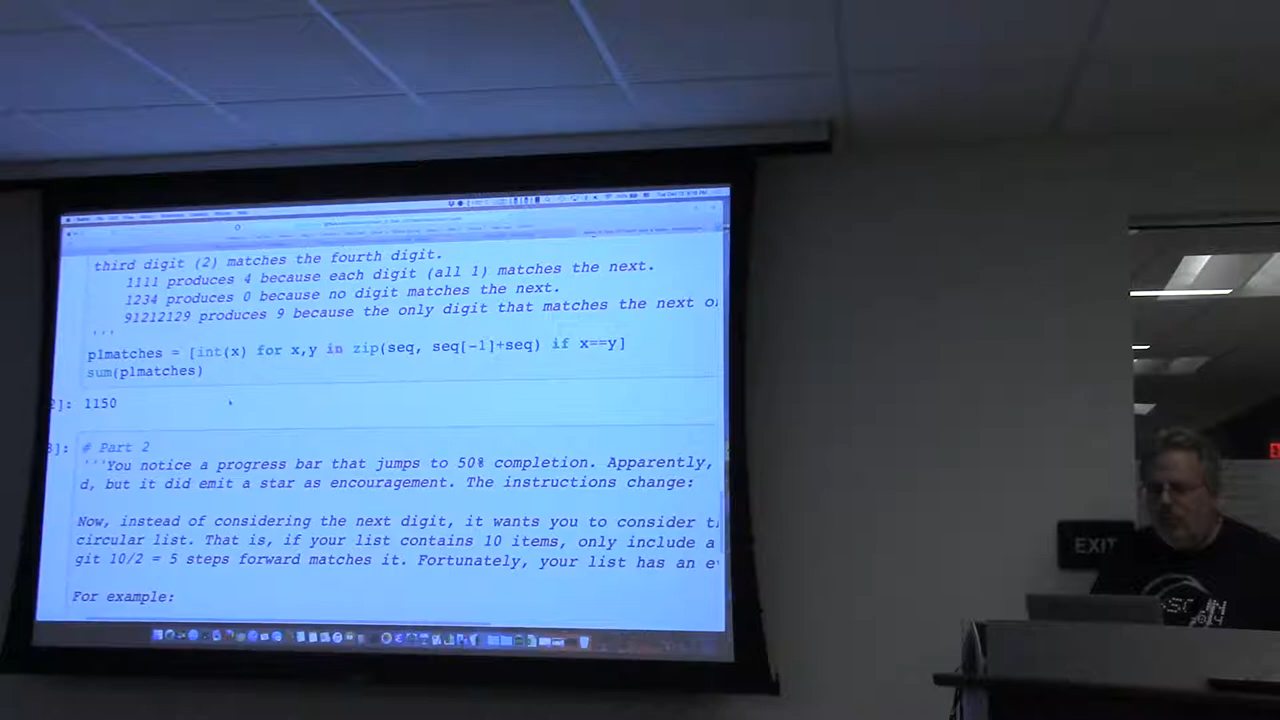 third digit (2) matches the fourth digit.
1111 produces 4 because each digit (all 1) matches the next.
1234 produces 0 because no digit matches the next.
91212129 produces 9 because the only digit that matches the next
'''
p1matches = [int(x) for x,y in zip(seq, seq[-1]+seq) if x==y]
sum(p1matches)
]: 1150
]: # Part 2
'''You notice a progress bar that jumps to 50% completion. Apparently,
d, but it did emit a star as encouragement. The instructions change:
Now, instead of considering the next digit, it wants you to consider
circular list. That is, if your list contains 10 items, only include a
git 10/2 = 5 steps forward matches it. Fortunately, your list has an
For example:
EXIT